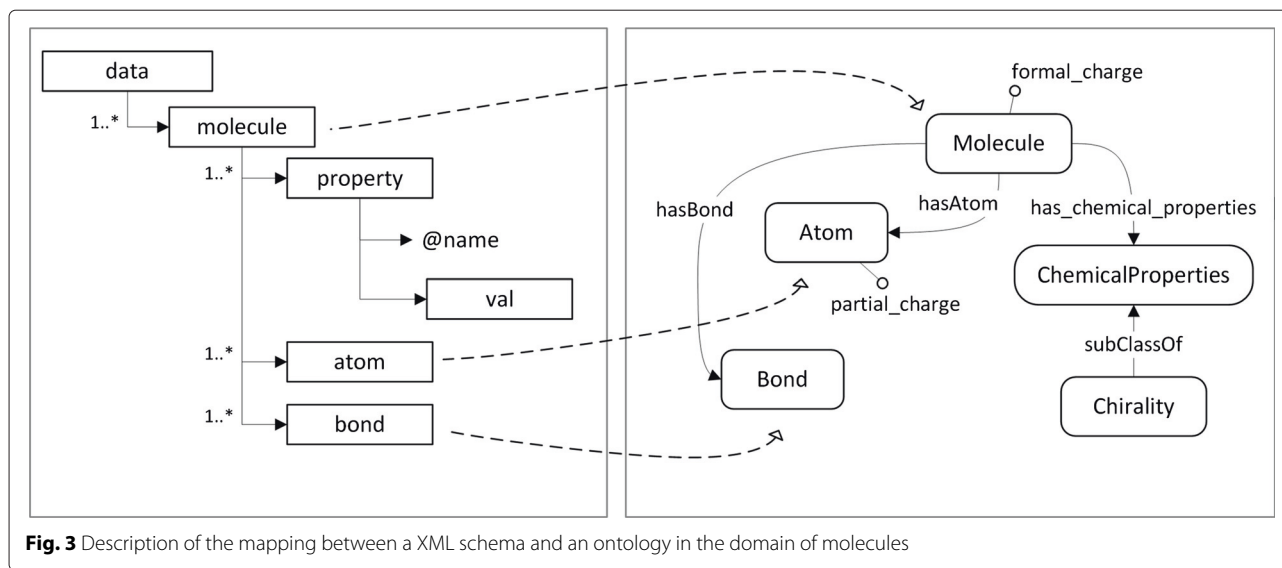 data
1..*
molecule
1..*
property
@name
val
1..*
atom
1..*
bond
formal_charge
Molecule
hasBond
hasAtom
has_chemical_properties
Atom
ChemicalProperties
partial_charge
subClassOf
Bond
Chirality
Fig. 3 Description of the mapping between a XML schema and an ontology in the domain of molecules